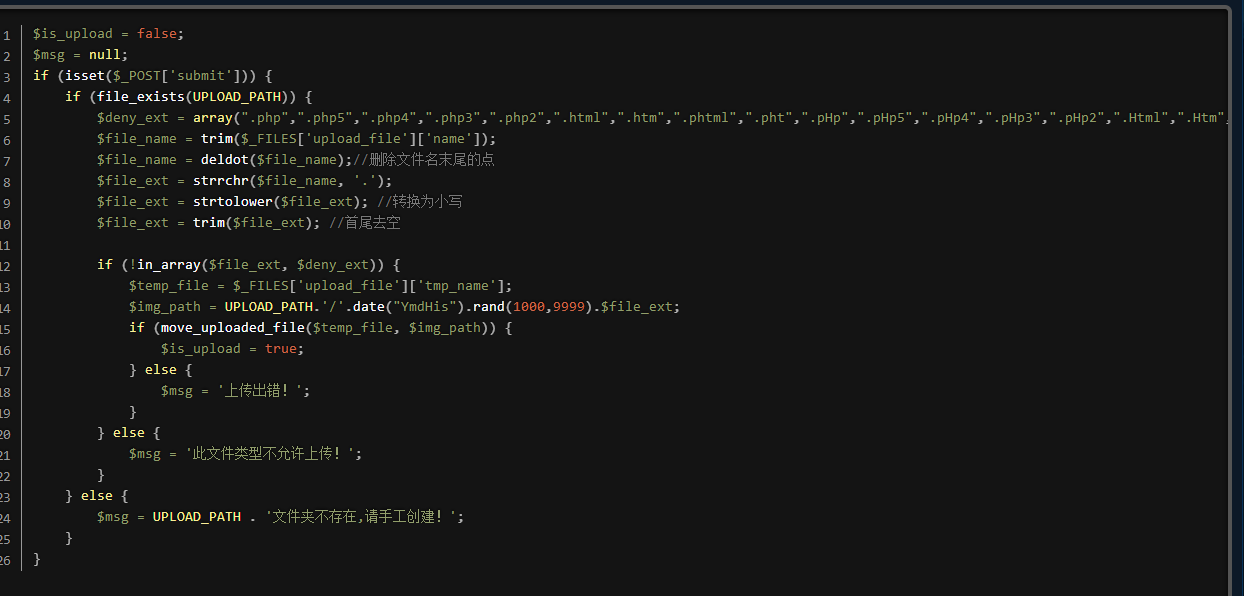 1 $is_upload = false;
2 $msg = null;
3 if (isset($_POST['submit'])) {
4     if (file_exists(UPLOAD_PATH)) {
5         $deny_ext = array(".php",".php5",".php4",".php3",".php2",".html",".htm",".phtml",".pht",".pHp",".pHp5",".pHp4",".pHp3",".pHp2",".Html",".Htm",
6         $file_name = trim($_FILES['upload_file']['name']);
7         $file_name = deldot($file_name);//删除文件名末尾的点
8         $file_ext = strrchr($file_name, '.');
9         $file_ext = strtolower($file_ext); //转换为小写
10         $file_ext = trim($file_ext); //首尾去空
11
12         if (!in_array($file_ext, $deny_ext)) {
13             $temp_file = $_FILES['upload_file']['tmp_name'];
14             $img_path = UPLOAD_PATH.'/'.date("YmdHis").rand(1000,9999).$file_ext;
15             if (move_uploaded_file($temp_file, $img_path)) {
16                 $is_upload = true;
17             } else {
18                 $msg = '上传出错！';
19             }
20         } else {
21             $msg = '此文件类型不允许上传！';
22         }
23     } else {
24         $msg = UPLOAD_PATH . '文件夹不存在,请手工创建！';
25     }
26 }